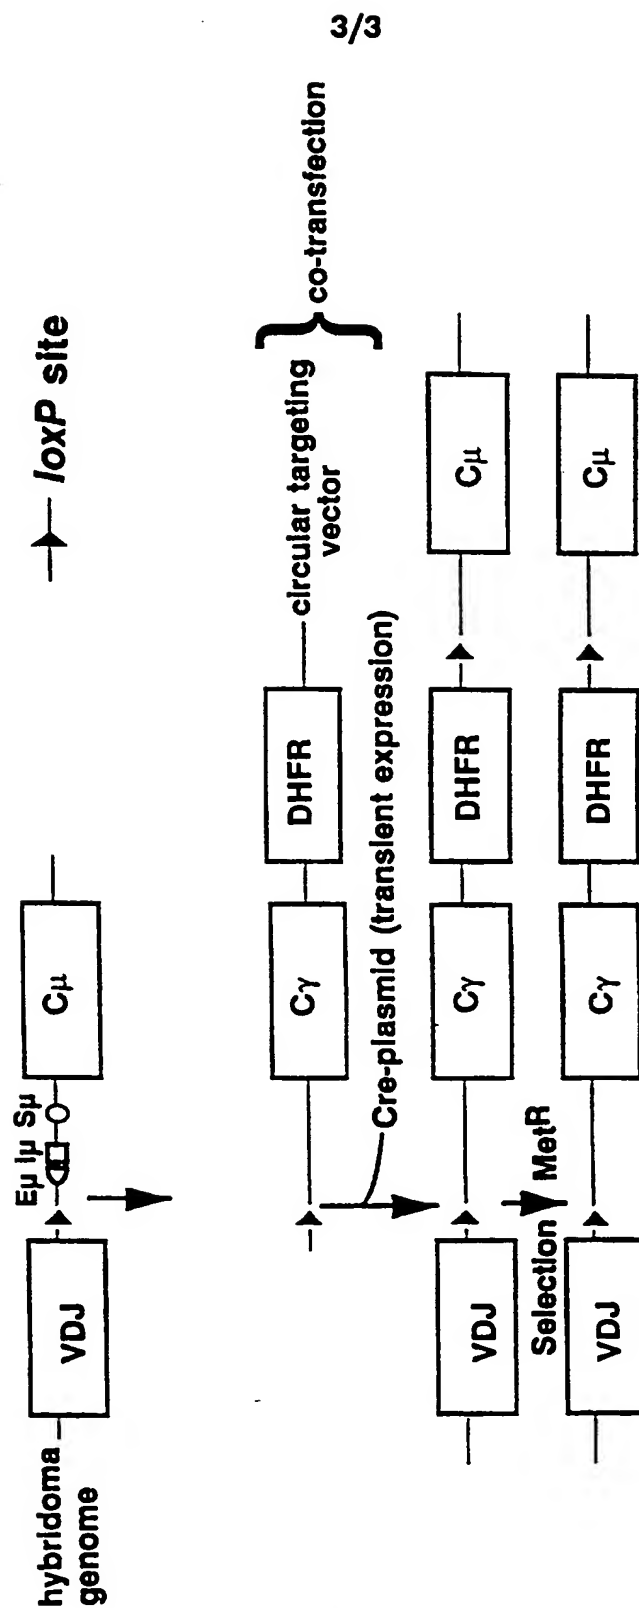 3/3
loxP site
Eμ Iμ Sμ
hybridoma
genome
VDJ
Cμ
Cγ
DHFR
circular targeting
vector
co-transfection
Cre-plasmid (transient expression)
VDJ
Cγ
DHFR
Cμ
Selection MetR
VDJ
Cγ
DHFR
Cμ